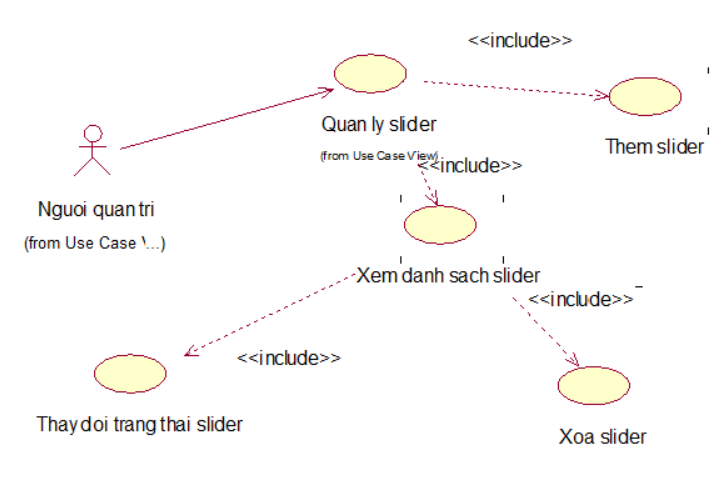 <<include>>
Quan ly slider
(from Use Case View)
Them slider
<<include>>
Nguoi quan tri
(from Use Case V...)
Xem danh sach slider
<<include>>
<<include>>
Thay doi trang thai slider
Xoa slider